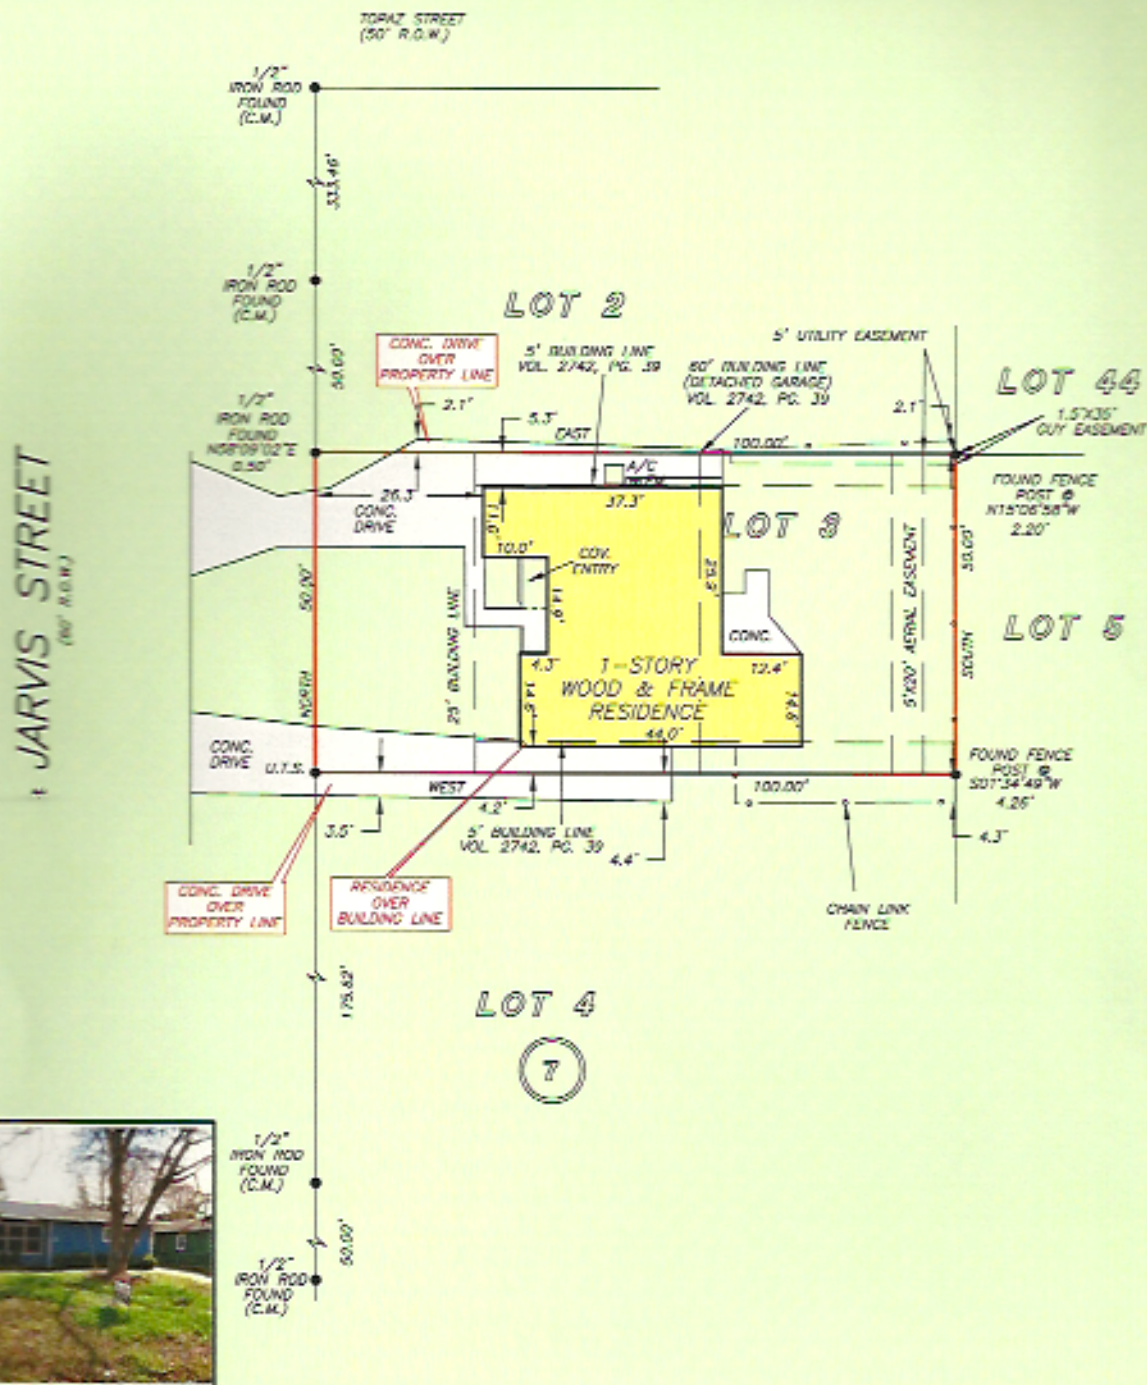 TOPAZ STREET
(50' R.O.W.)
1/2"
IRON ROD
FOUND
(C.M.)
333.46'
1/2"
IRON ROD
FOUND
(C.M.)
50.00'
LOT 2
CONC. DRIVE
OVER
PROPERTY LINE
5' BUILDING LINE
VOL. 2742, PG. 39
60' BUILDING LINE
(DETACHED GARAGE)
VOL. 2742, PG. 39
5' UTILITY EASEMENT
LOT 44
1.5'X35'
GUY EASEMENT
1/2"
IRON ROD
FOUND
N58°09'02"E
0.50'
2.1'
5.3'
EAST
100.00'
2.1'
JARVIS STREET
(60' R.O.W.)
26.3'
CONC.
DRIVE
A/C
37.3'
11.0'
10.0'
COV.
ENTRY
LOT 3
FOUND FENCE
POST @
N15°06'58"W
2.20'
NORTH
50.00'
25' BUILDING LINE
CONC.
5'X20' AERIAL EASEMENT
50.00'
SOUTH
LOT 5
4.3'
1-STORY
WOOD & FRAME
RESIDENCE
12.4'
14.6'
44.0'
CONC.
DRIVE
U.T.S.
WEST
100.00'
FOUND FENCE
POST @
S01°34'49"W
4.26'
3.5'
4.2'
5' BUILDING LINE
VOL. 2742, PG. 39
4.4'
4.3'
CONC. DRIVE
OVER
PROPERTY LINE
RESIDENCE
OVER
BUILDING LINE
CHAIN LINK
FENCE
175.82'
LOT 4
7
1/2"
IRON ROD
FOUND
(C.M.)
50.00'
1/2"
IRON ROD
FOUND
(C.M.)